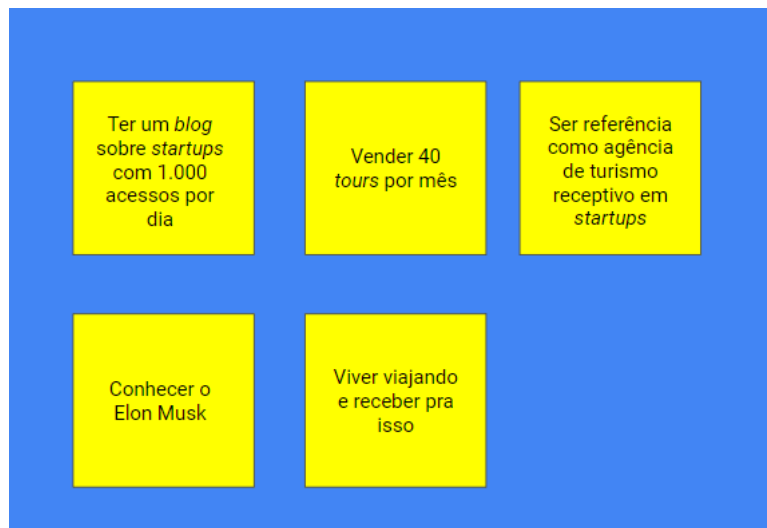 Ter um blog
sobre startups
com 1.000
acessos por
dia
Vender 40
tours por mês
Ser referência
como agência
de turismo
receptivo em
startups
Conhecer o
Elon Musk
Viver viajando
e receber pra
isso